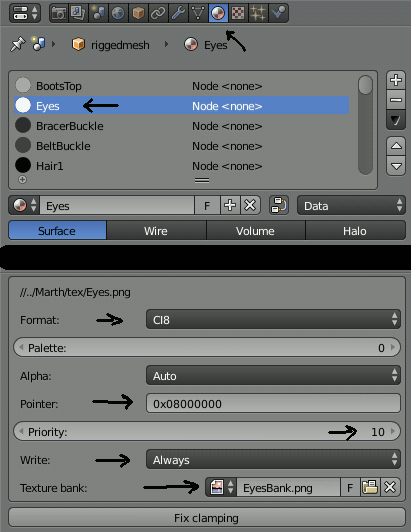 riggedmesh Eyes
BootsTop Node <none>
Eyes Node <none>
BracerBuckle Node <none>
BeltBuckle Node <none>
Hair1 Node <none>
Eyes F Data
Surface Wire Volume Halo
//../Marth/tex/Eyes.png
Format: CI8
Palette: 0
Alpha: Auto
Pointer: 0x08000000
Priority: 10
Write: Always
Texture bank: EyesBank.png F
Fix clamping